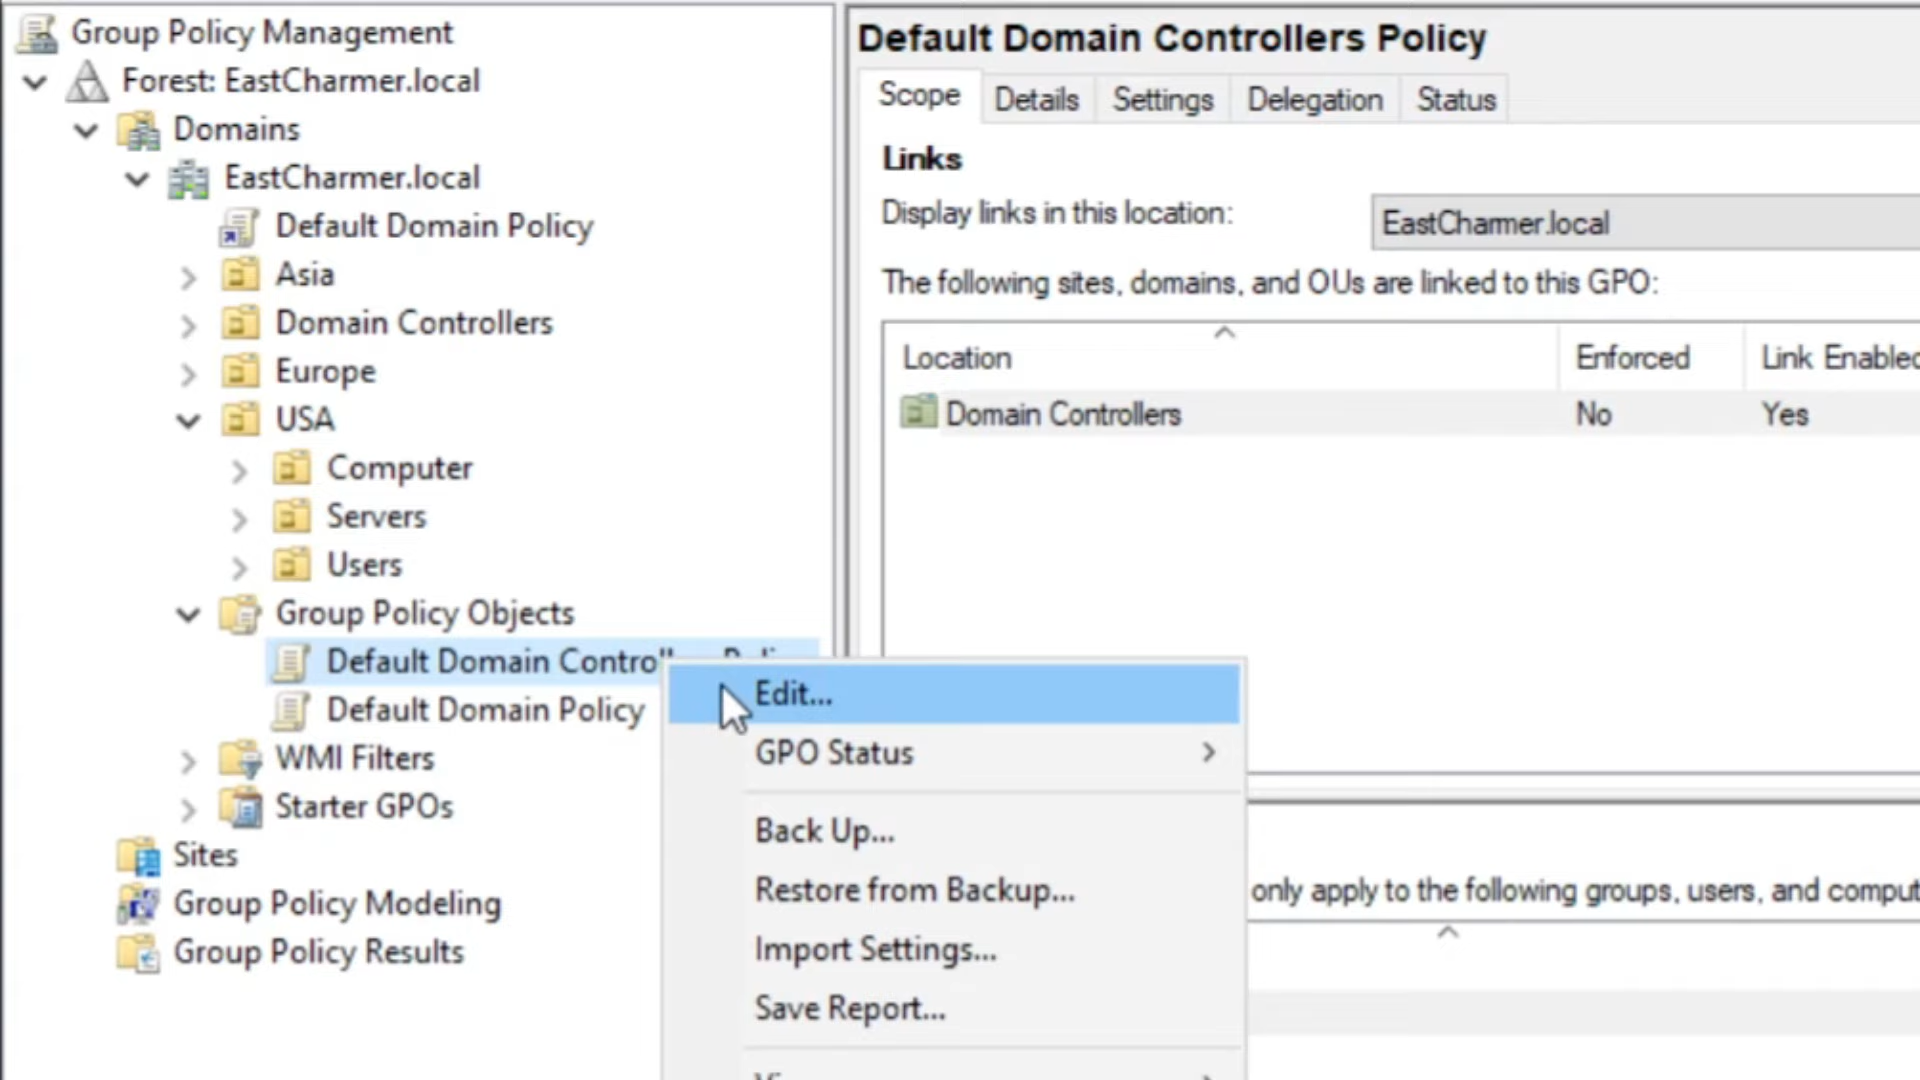 Group Policy Management
Forest: EastCharmer.local
Domains
EastCharmer.local
Default Domain Policy
Asia
Domain Controllers
Europe
USA
Computer
Servers
Users
Group Policy Objects
Default Domain
Default Domain Policy
WMI Filters
Starter GPOs
Sites
Group Policy Modeling
Group Policy Results
Default Domain Controllers Policy
Scope Details Settings Delegation Status
Links
Display links in this location: EastCharmer.local
The following sites, domains, and OUs are linked to this GPO:
Location Enforced Link Enabled
Domain Controllers No Yes
only apply to the following groups, users, and
Edit...
GPO Status
Back Up...
Restore from Backup...
Import Settings...
Save Report...